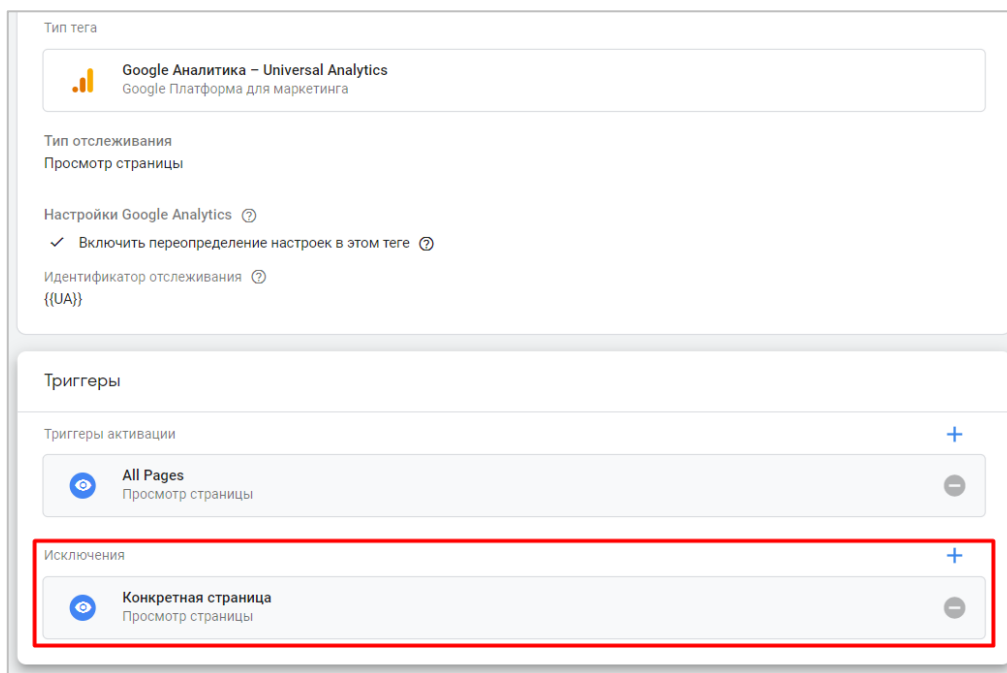 Тип тега
Google Аналитика – Universal Analytics
Google Платформа для маркетинга
Тип отслеживания
Просмотр страницы
Настройки Google Analytics
Включить переопределение настроек в этом теге
Идентификатор отслеживания
{{UA}}
Триггеры
Триггеры активации
All Pages
Просмотр страницы
Исключения
Конкретная страница
Просмотр страницы